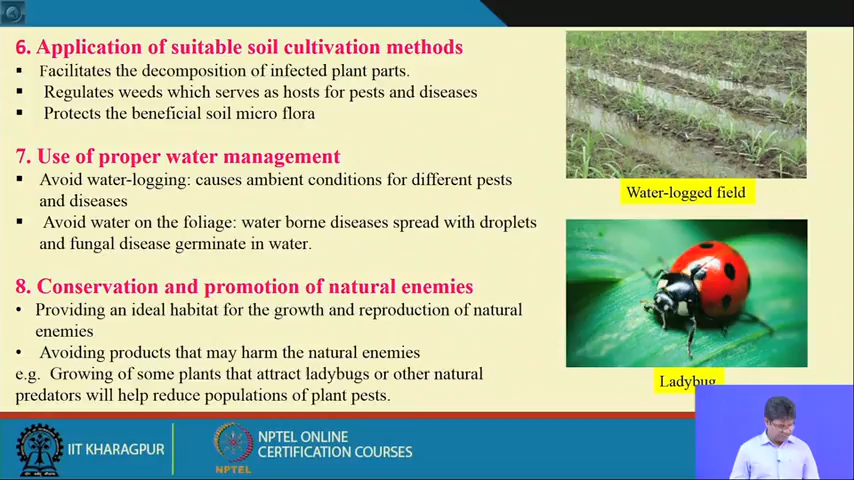 6. Application of suitable soil cultivation methods
▪ Facilitates the decomposition of infected plant parts.
▪ Regulates weeds which serves as hosts for pests and diseases
▪ Protects the beneficial soil micro flora
7. Use of proper water management
▪ Avoid water-logging: causes ambient conditions for different pests
and diseases
▪ Avoid water on the foliage: water borne diseases spread with droplets
and fungal disease germinate in water.
8. Conservation and promotion of natural enemies
• Providing an ideal habitat for the growth and reproduction of natural
enemies
• Avoiding products that may harm the natural enemies
e.g. Growing of some plants that attract ladybugs or other natural
predators will help reduce populations of plant pests.
Water-logged field
Ladybug
IIT KHARAGPUR
NPTEL
NPTEL ONLINE
CERTIFICATION COURSES